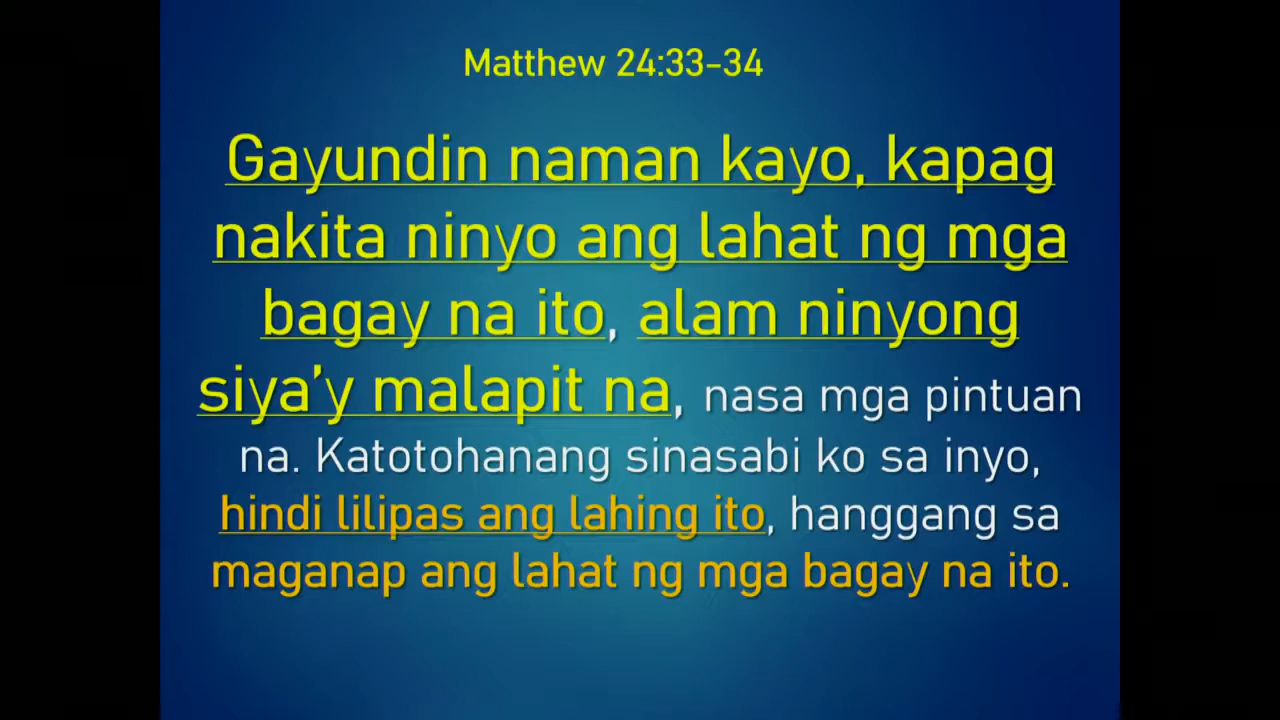 Matthew 24:33-34
Gayundin naman kayo, kapag
nakita ninyo ang lahat ng mga
bagay na ito, alam ninyong
siya’y malapit na, nasa mga pintuan
na. Katotohanang sinasabi ko sa inyo,
hindi lilipas ang lahing ito, hanggang sa
maganap ang lahat ng mga bagay na ito.